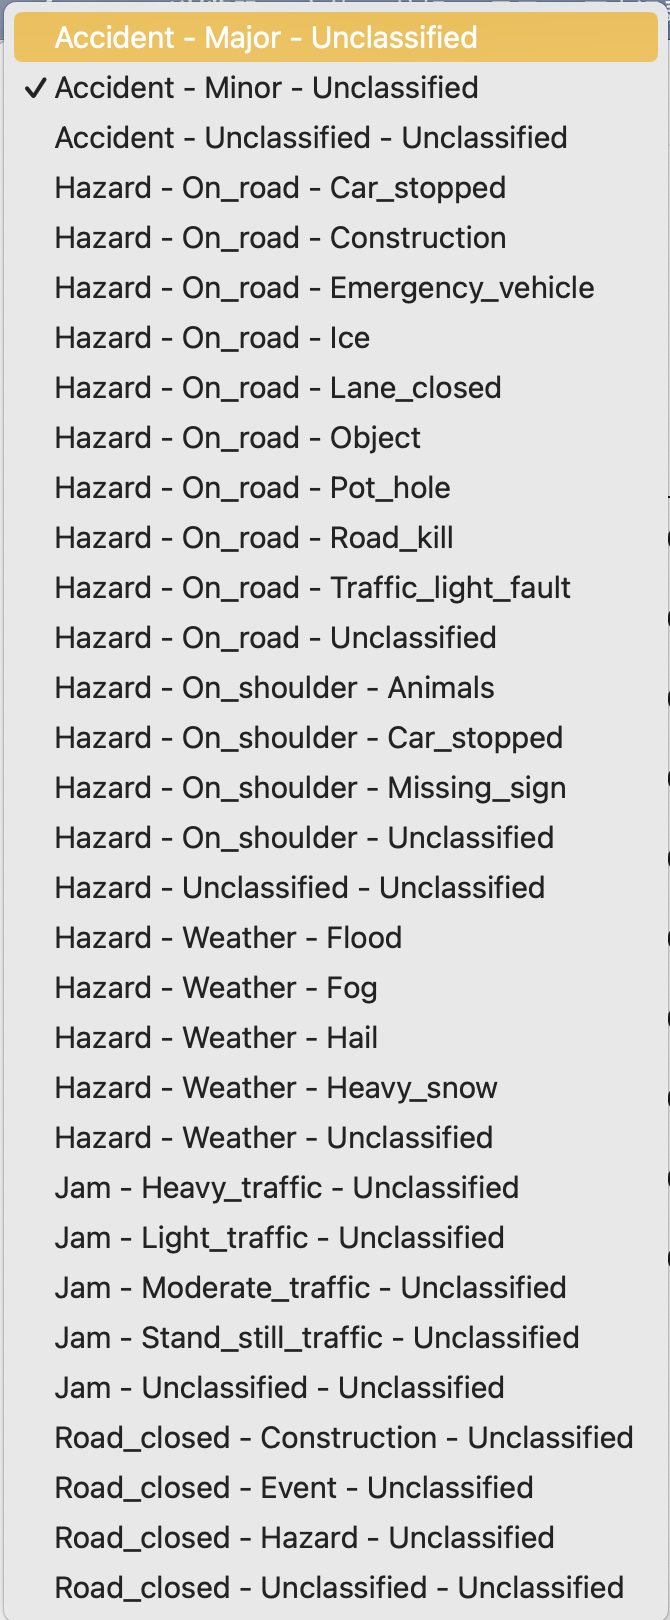 Accident - Major - Unclassified
✓ Accident - Minor - Unclassified
Accident - Unclassified - Unclassified
Hazard - On_road - Car_stopped
Hazard - On_road - Construction
Hazard - On_road - Emergency_vehicle
Hazard - On_road - Ice
Hazard - On_road - Lane_closed
Hazard - On_road - Object
Hazard - On_road - Pot_hole
Hazard - On_road - Road_kill
Hazard - On_road - Traffic_light_fault
Hazard - On_road - Unclassified
Hazard - On_shoulder - Animals
Hazard - On_shoulder - Car_stopped
Hazard - On_shoulder - Missing_sign
Hazard - On_shoulder - Unclassified
Hazard - Unclassified - Unclassified
Hazard - Weather - Flood
Hazard - Weather - Fog
Hazard - Weather - Hail
Hazard - Weather - Heavy_snow
Hazard - Weather - Unclassified
Jam - Heavy_traffic - Unclassified
Jam - Light_traffic - Unclassified
Jam - Moderate_traffic - Unclassified
Jam - Stand_still_traffic - Unclassified
Jam - Unclassified - Unclassified
Road_closed - Construction - Unclassified
Road_closed - Event - Unclassified
Road_closed - Hazard - Unclassified
Road_closed - Unclassified - Unclassified